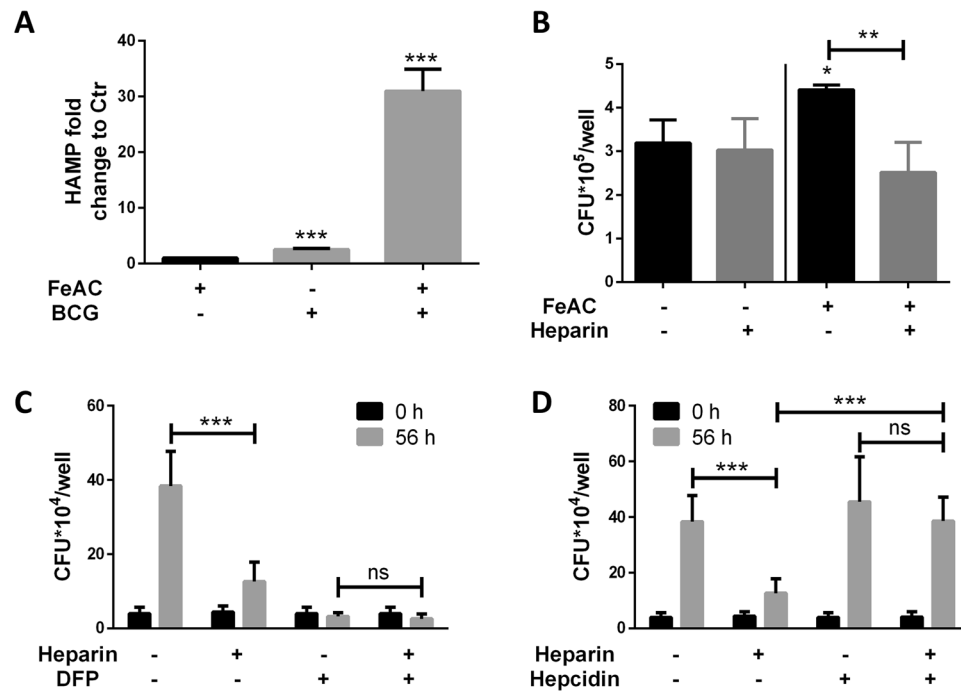 A
HAMP fold
change to Ctr
40
30
20
10
0
***
***
FeAC + - +
BCG - + +
B
CFU*10⁵/well
5
4
3
2
1
0
**
*
FeAC - - + +
Heparin - + - +
C
CFU*10⁴/well
60
40
20
0
0 h
56 h
***
ns
Heparin - + - +
DFP - - + +
D
CFU*10⁴/well
80
60
40
20
0
0 h
56 h
***
ns
***
Heparin - + - +
Hepcidin - - + +